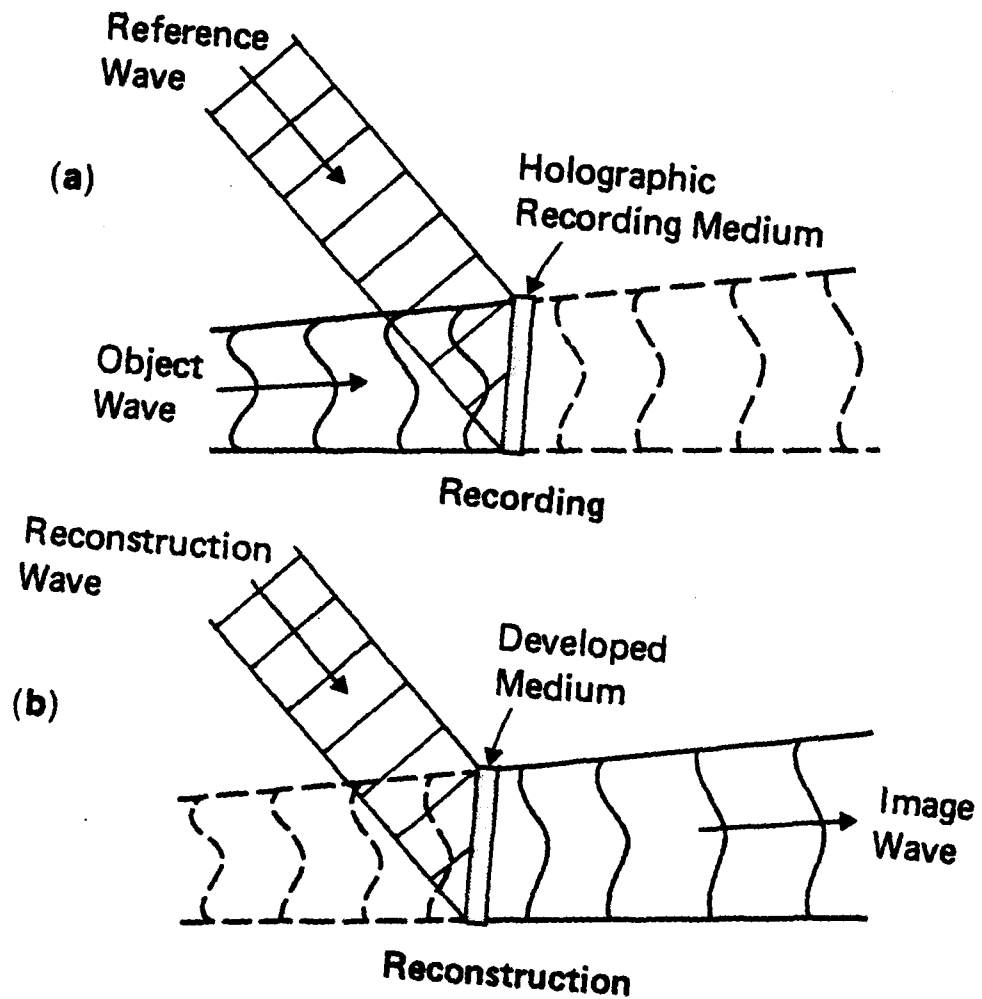 Reference
Wave
(a)
Holographic
Recording Medium
Object
Wave
Recording
Reconstruction
Wave
Developed
Medium
(b)
Image
Wave
Reconstruction